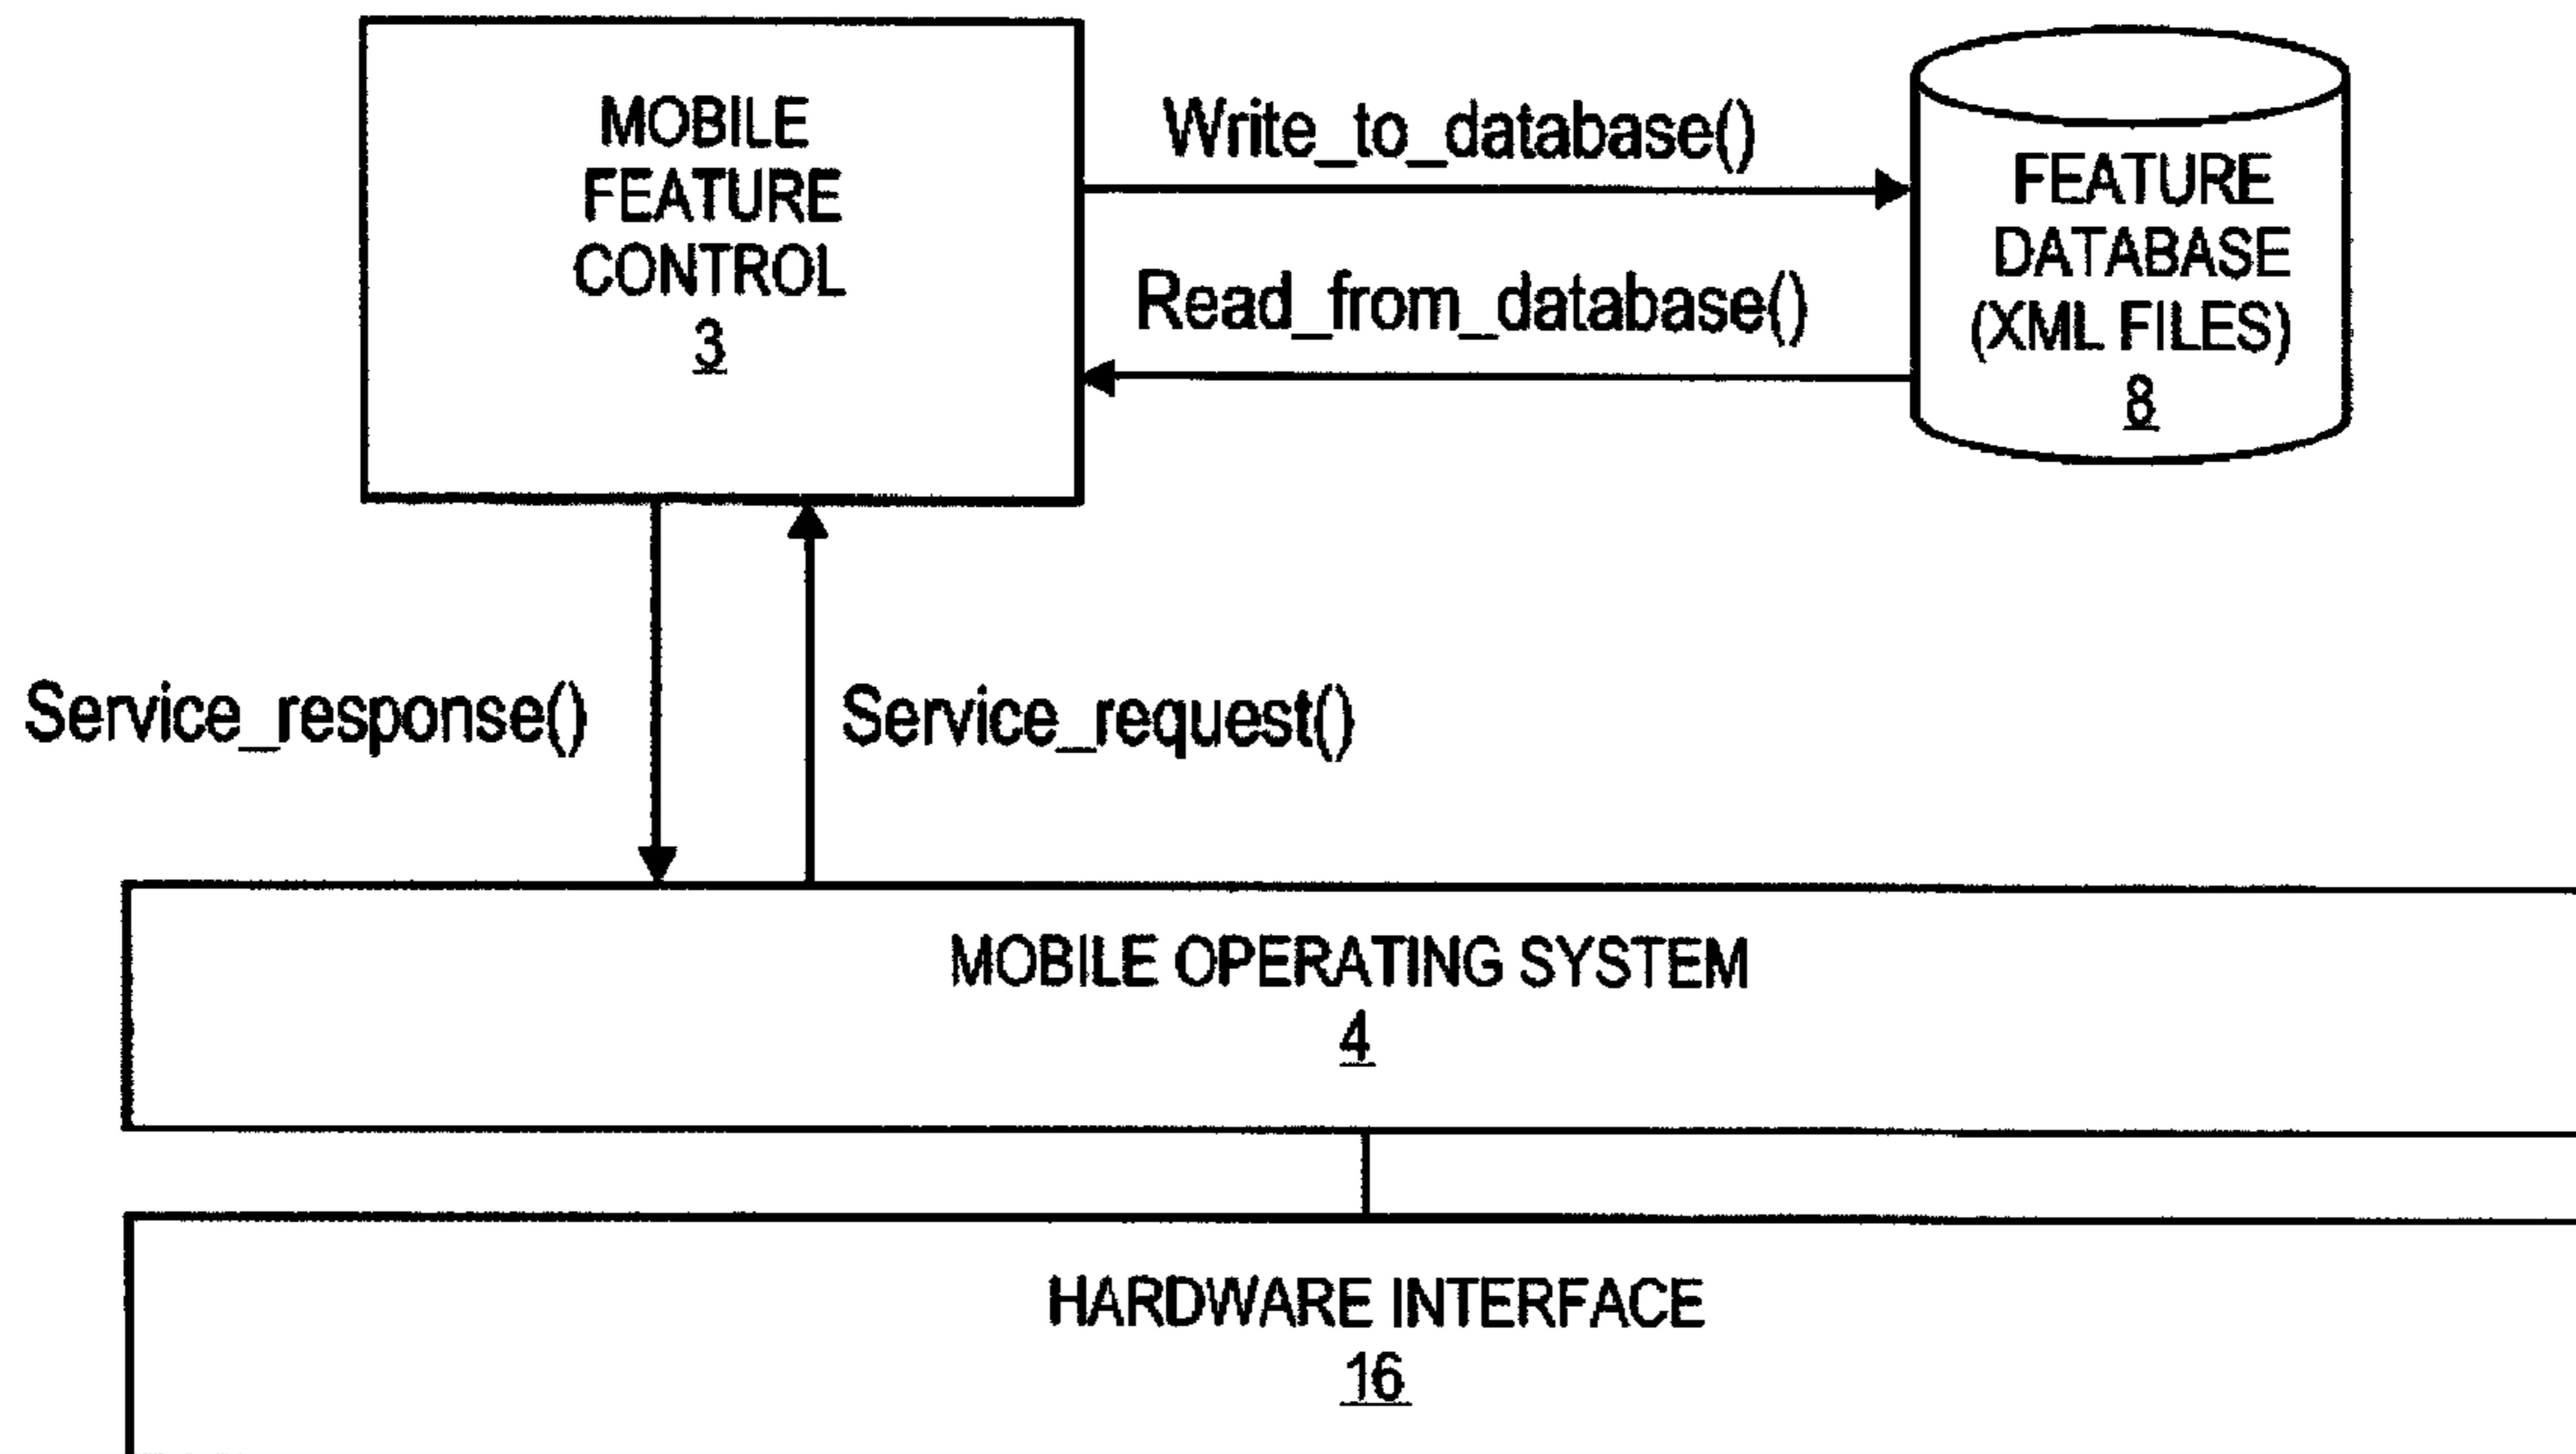 MOBILE
FEATURE
CONTROL
3
Write_to_database()
Read_from_database()
FEATURE
DATABASE
(XML FILES)
8
Service_response()
Service_request()
MOBILE OPERATING SYSTEM
4
HARDWARE INTERFACE
16